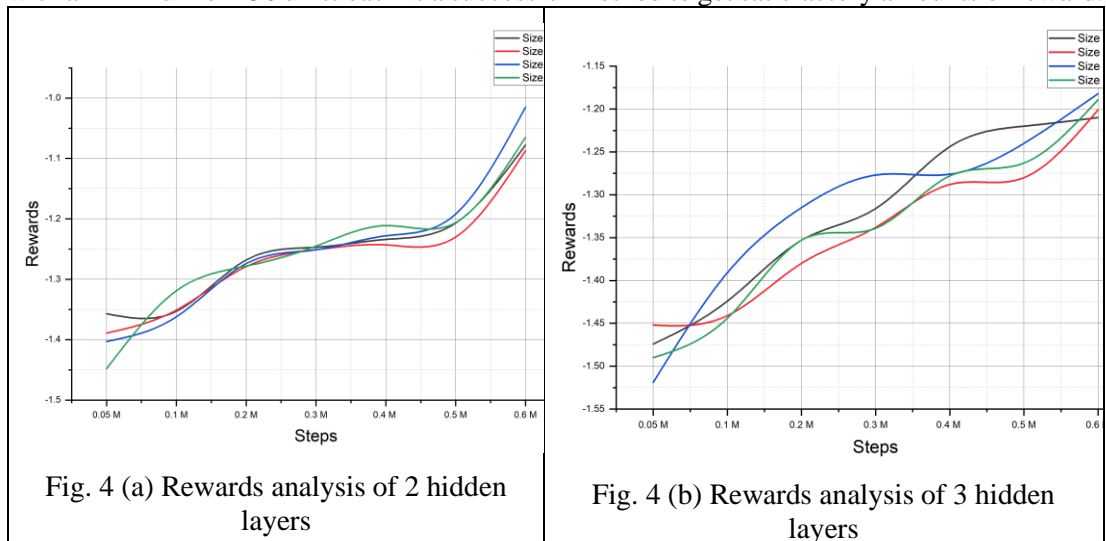 Size
Size
Size
Size
-1.0
-1.1
-1.2
-1.3
-1.4
-1.5
Rewards
0.05 M 0.1 M 0.2 M 0.3 M 0.4 M 0.5 M 0.6 M
Steps
Fig. 4 (a) Rewards analysis of 2 hidden
layers
Size
Size
Size
Size
-1.15
-1.20
-1.25
-1.30
-1.35
-1.40
-1.45
-1.50
-1.55
Rewards
0.05 M 0.1 M 0.2 M 0.3 M 0.4 M 0.5 M 0.6
Steps
Fig. 4 (b) Rewards analysis of 3 hidden
layers